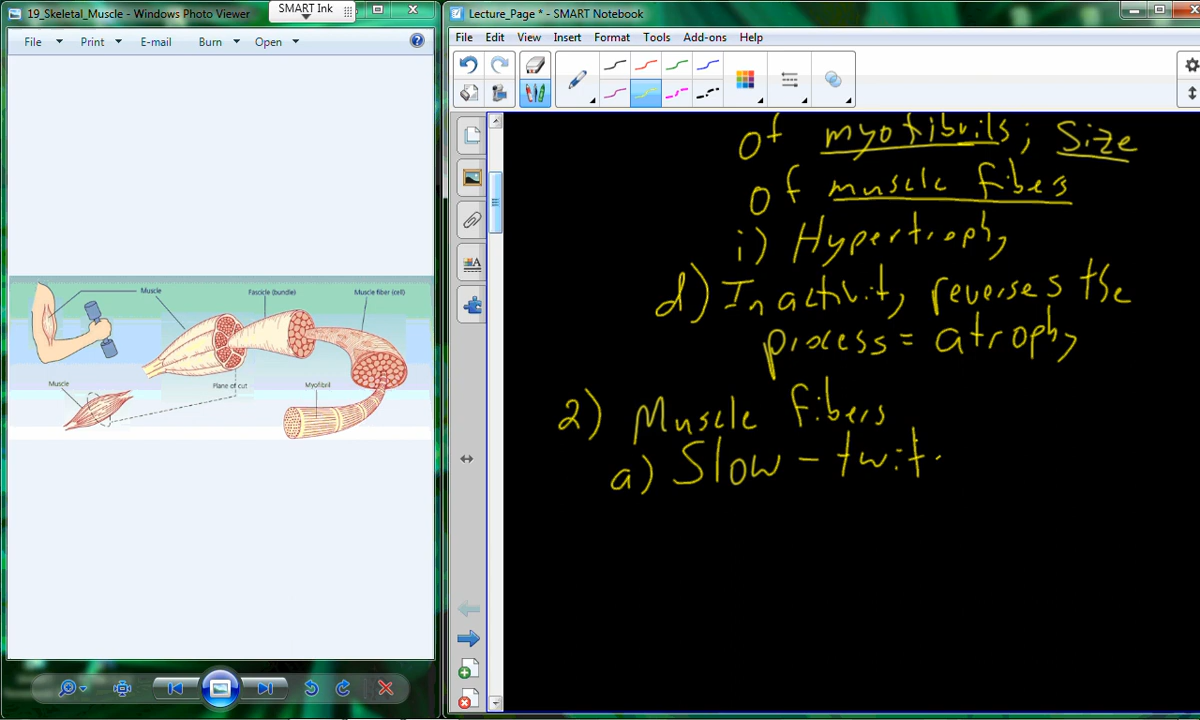 19_Skeletal_Muscle - Windows Photo Viewer
SMART Ink
File Print E-mail Burn Open
Muscle
Fascicle (bundle)
Muscle fiber (cell)
Muscle
Plane of cut
Myofibril
Lecture_Page * - SMART Notebook
File Edit View Insert Format Tools Add-ons Help
of myofibrils; Size
of muscle fibers
i) Hypertrophy
d) Inactivity reverses the
process = atrophy
2) Muscle fibers
a) Slow - twit